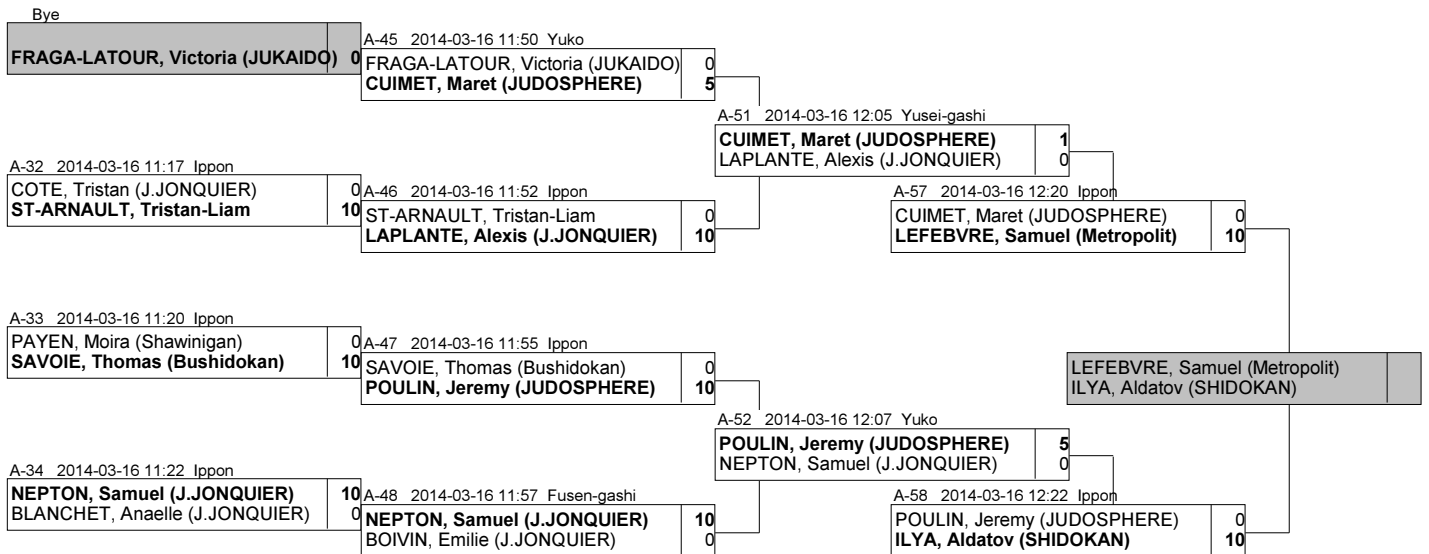 Bye
FRAGA-LATOUR, Victoria (JUKAIDO) 0
A-45 2014-03-16 11:50 Yuko
FRAGA-LATOUR, Victoria (JUKAIDO) 0
CUIMET, Maret (JUDOSPHERE) 5
A-51 2014-03-16 12:05 Yusei-gashi
CUIMET, Maret (JUDOSPHERE) 1
LAPLANTE, Alexis (J.JONQUIER) 0
A-32 2014-03-16 11:17 Ippon
COTE, Tristan (J.JONQUIER) 0
ST-ARNAULT, Tristan-Liam 10
A-46 2014-03-16 11:52 Ippon
ST-ARNAULT, Tristan-Liam 0
LAPLANTE, Alexis (J.JONQUIER) 10
A-57 2014-03-16 12:20 Ippon
CUIMET, Maret (JUDOSPHERE) 0
LEFEBVRE, Samuel (Metropolit) 10
A-33 2014-03-16 11:20 Ippon
PAYEN, Moira (Shawinigan) 0
SAVOIE, Thomas (Bushidokan) 10
A-47 2014-03-16 11:55 Ippon
SAVOIE, Thomas (Bushidokan) 0
POULIN, Jeremy (JUDOSPHERE) 10
LEFEBVRE, Samuel (Metropolit)
ILYA, Aldatov (SHIDOKAN)
A-52 2014-03-16 12:07 Yuko
POULIN, Jeremy (JUDOSPHERE) 5
NEPTON, Samuel (J.JONQUIER) 0
A-34 2014-03-16 11:22 Ippon
NEPTON, Samuel (J.JONQUIER) 10
BLANCHET, Anaelle (J.JONQUIER) 0
A-48 2014-03-16 11:57 Fusen-gashi
NEPTON, Samuel (J.JONQUIER) 10
BOIVIN, Emilie (J.JONQUIER) 0
A-58 2014-03-16 12:22 Ippon
POULIN, Jeremy (JUDOSPHERE) 0
ILYA, Aldatov (SHIDOKAN) 10